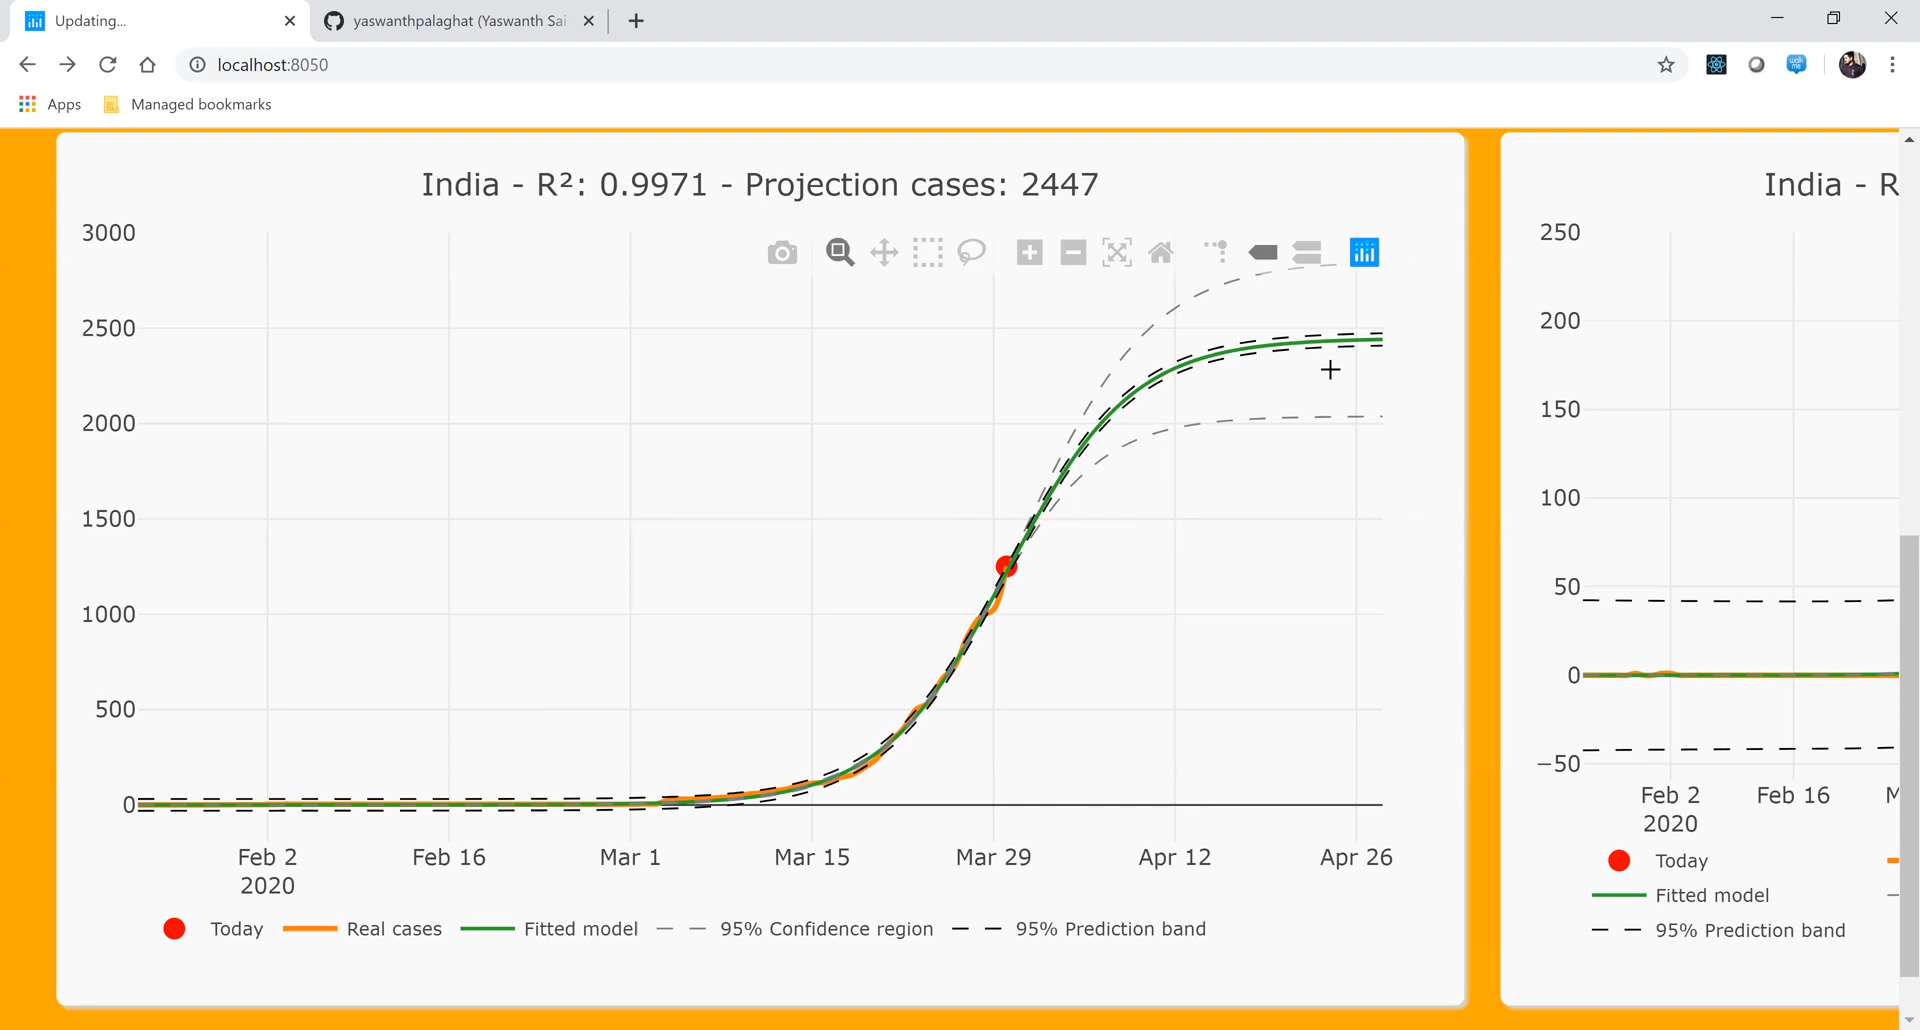 Updating...
yaswanthpalaghat (Yaswanth Sai
localhost:8050
Apps
Managed bookmarks
India - R²: 0.9971 - Projection cases: 2447
3000
2500
2000
1500
1000
500
0
Feb 2
2020
Feb 16
Mar 1
Mar 15
Mar 29
Apr 12
Apr 26
Today
Real cases
Fitted model
95% Confidence region
95% Prediction band
India - R
250
200
150
100
50
0
−50
Feb 2
2020
Feb 16
M
Today
Fitted model
95% Prediction band